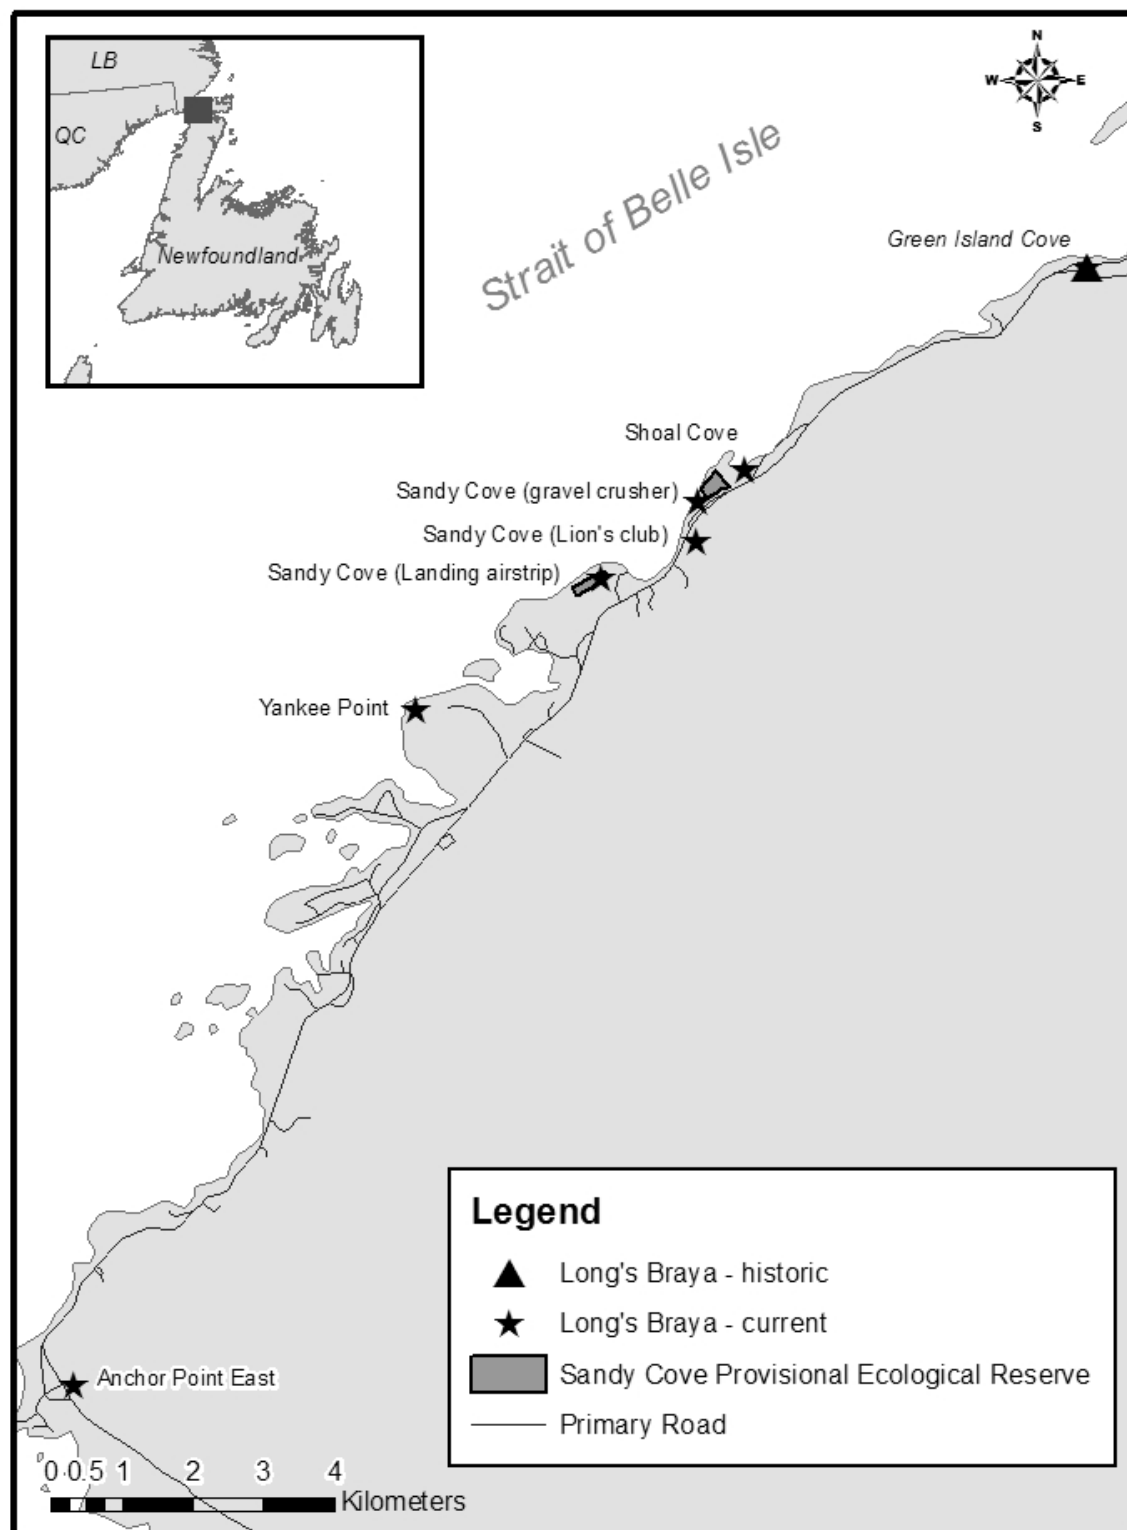 LB
QC
Newfoundland
N
W E
S
Strait of Belle Isle
Green Island Cove
Shoal Cove
Sandy Cove (gravel crusher)
Sandy Cove (Lion's club)
Sandy Cove (Landing airstrip)
Yankee Point
Anchor Point East
Legend
Long's Braya - historic
Long's Braya - current
Sandy Cove Provisional Ecological Reserve
Primary Road
0 0.5 1 2 3 4
Kilometers